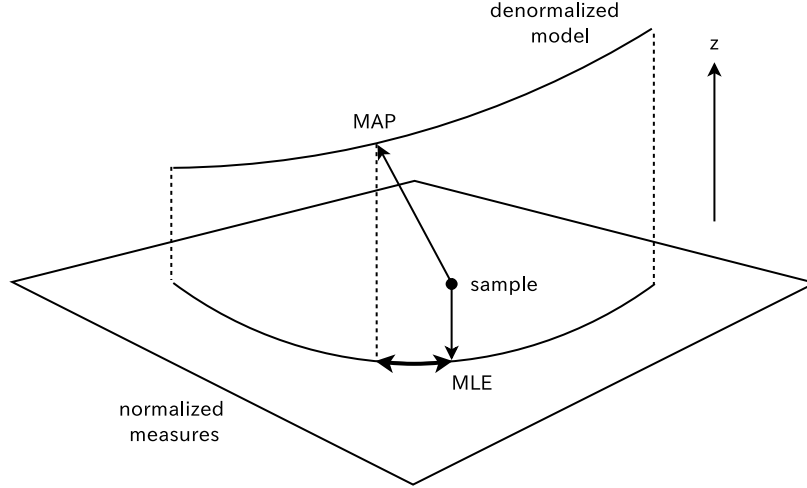 denormalized
model
z
MAP
sample
MLE
normalized
measures